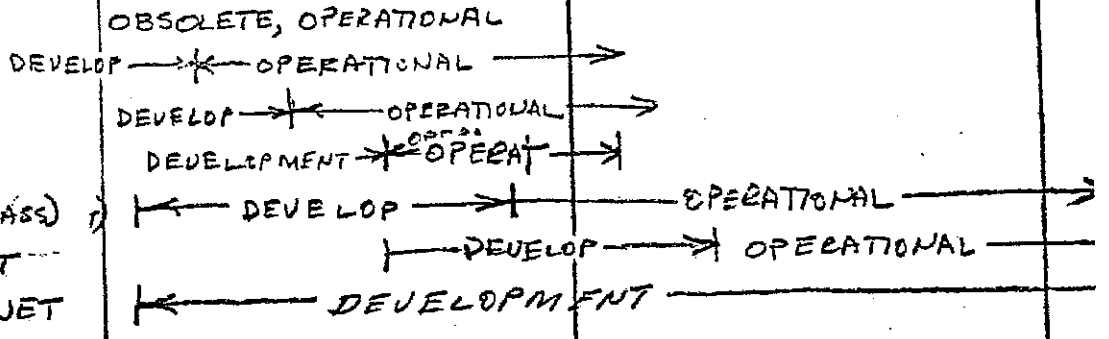 OBSOLETE, OPERATIONAL
DEVELOP OPERATIONAL
DEVELOP OPERATIONAL
DEVELOPMENT OPERAT
ASS) DEVELOP OPERATIONAL
T DEVELOP OPERATIONAL
JET DEVELOPMENT